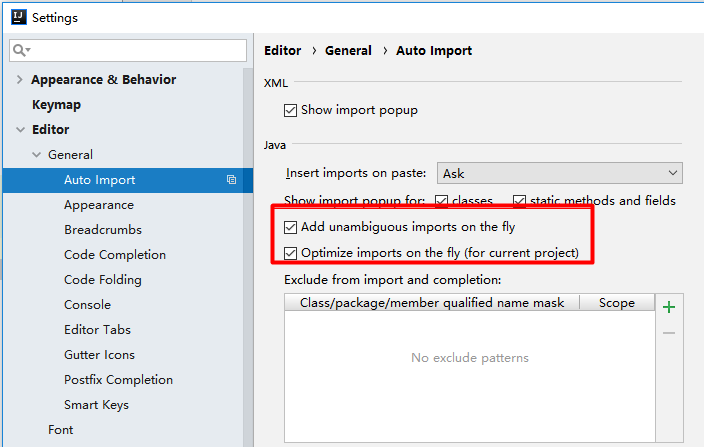 Settings
Editor > General > Auto Import
XML
Show import popup
Java
Insert imports on paste: Ask
Show import popup for: classes static methods and fields
Add unambiguous imports on the fly
Optimize imports on the fly (for current project)
Exclude from import and completion:
Class/package/member qualified name mask Scope
No exclude patterns
Appearance & Behavior
Keymap
Editor
General
Auto Import
Appearance
Breadcrumbs
Code Completion
Code Folding
Console
Editor Tabs
Gutter Icons
Postfix Completion
Smart Keys
Font